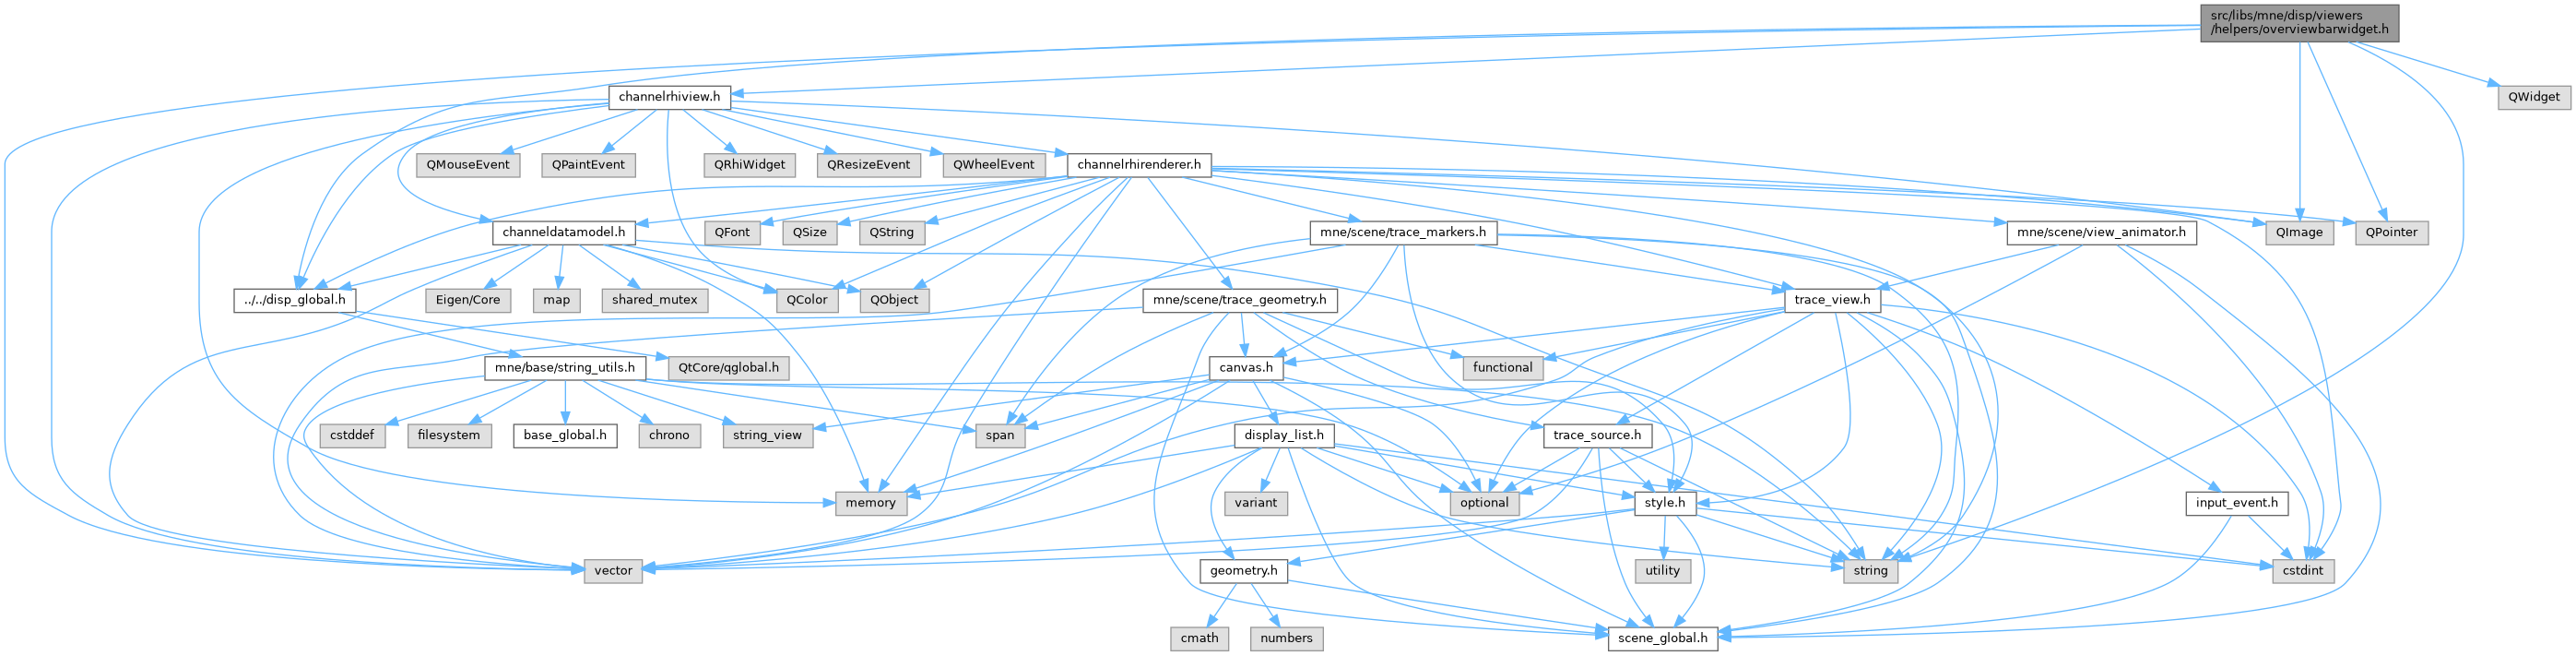 src/libs/mne/disp/viewers
/helpers/overviewbarwidget.h
channelrhiview.h
QWidget
QMouseEvent
QPaintEvent
QRhiWidget
QResizeEvent
QWheelEvent
channelrhirenderer.h
channeldatamodel.h
QFont
QSize
QString
mne/scene/trace_markers.h
mne/scene/view_animator.h
QImage
QPointer
../../disp_global.h
Eigen/Core
map
shared_mutex
QColor
QObject
mne/scene/trace_geometry.h
trace_view.h
mne/base/string_utils.h
QtCore/qglobal.h
canvas.h
functional
cstddef
filesystem
base_global.h
chrono
string_view
span
display_list.h
trace_source.h
memory
variant
optional
style.h
input_event.h
vector
geometry.h
utility
string
cstdint
cmath
numbers
scene_global.h